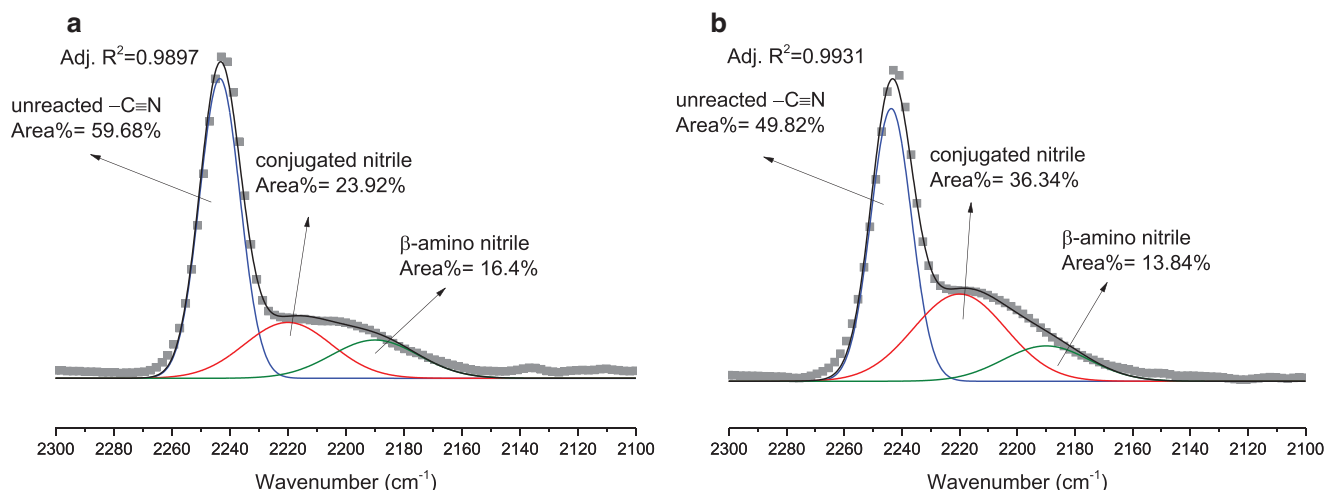 a
Adj. R²=0.9897
unreacted –C≡N
Area%= 59.68%
conjugated nitrile
Area%= 23.92%
β-amino nitrile
Area%= 16.4%
2300 2280 2260 2240 2220 2200 2180 2160 2140 2120 2100
Wavenumber (cm⁻¹)
b
Adj. R²=0.9931
unreacted –C≡N
Area%= 49.82%
conjugated nitrile
Area%= 36.34%
β-amino nitrile
Area%= 13.84%
2300 2280 2260 2240 2220 2200 2180 2160 2140 2120 2100
Wavenumber (cm⁻¹)